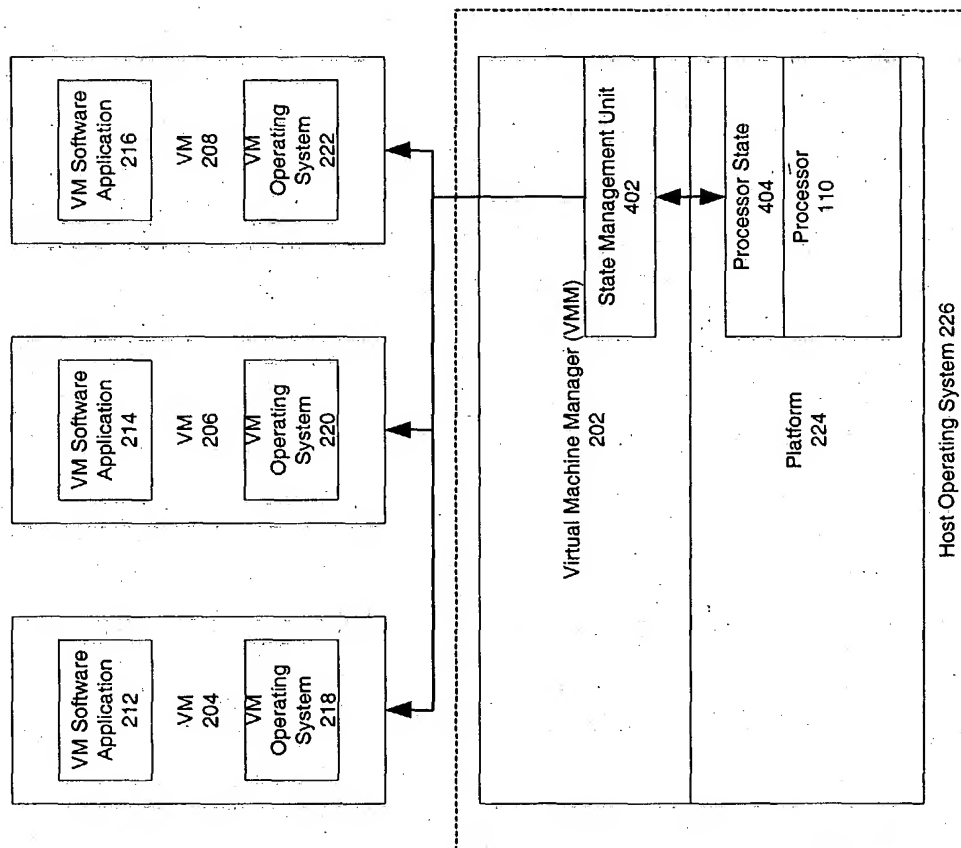 VM Software
Application
212
VM
204
VM
Operating
System
218
VM Software
Application
214
VM
206
VM
Operating
System
220
VM Software
Application
216
VM
208
VM
Operating
System
222
Virtual Machine Manager (VMM)
202
State Management Unit
402
Platform
224
Processor State
404
Processor
110
Host Operating System 226